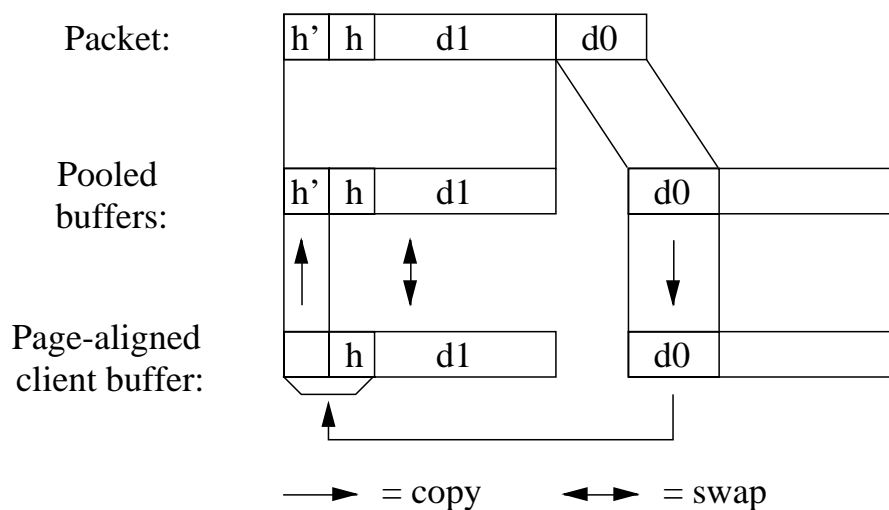 Packet: h’ h d1 d0
Pooled
buffers: h’ h d1 d0
Page-aligned
client buffer: h d1 d0
= copy = swap